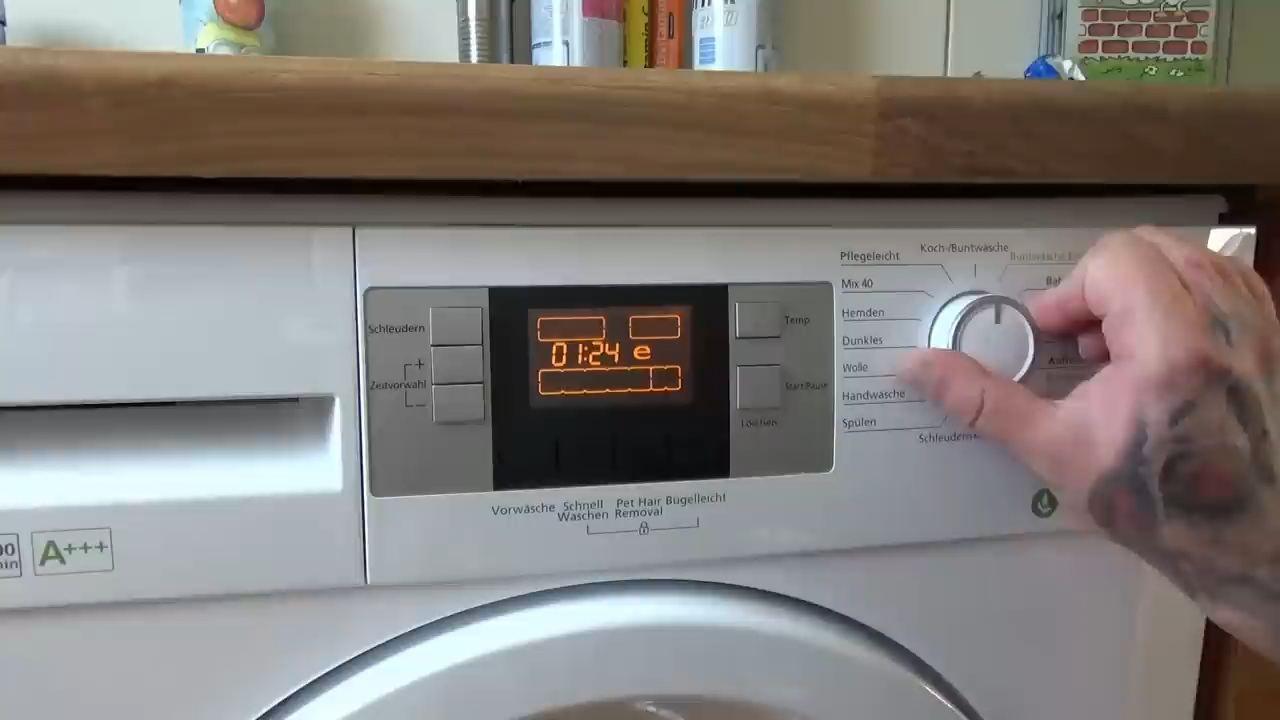 Koch-/Buntwäsche
Pflegeleicht
Mix 40
Hemden
Dunkles
Wolle
Handwäsche
Spülen
Schleudern
Zeitvorwahl
+
-
01:24 e
Temp
Start/Pause
Löschen
Vorwäsche Schnell Pet Hair Bügelleicht
Waschen Removal
A+++